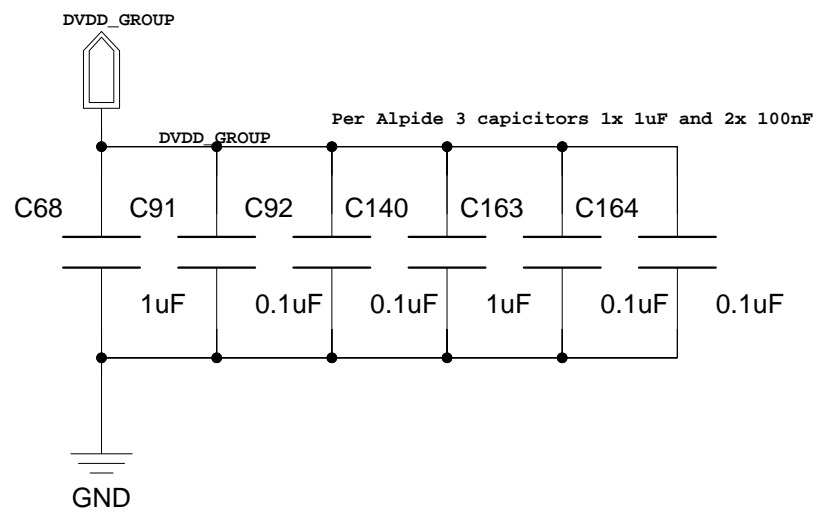 DVDD_GROUP
Per Alpide 3 capicitors 1x 1uF and 2x 100nF
DVDD_GROUP
C68 C91 C92 C140 C163 C164
1uF 0.1uF 0.1uF 1uF 0.1uF 0.1uF
GND